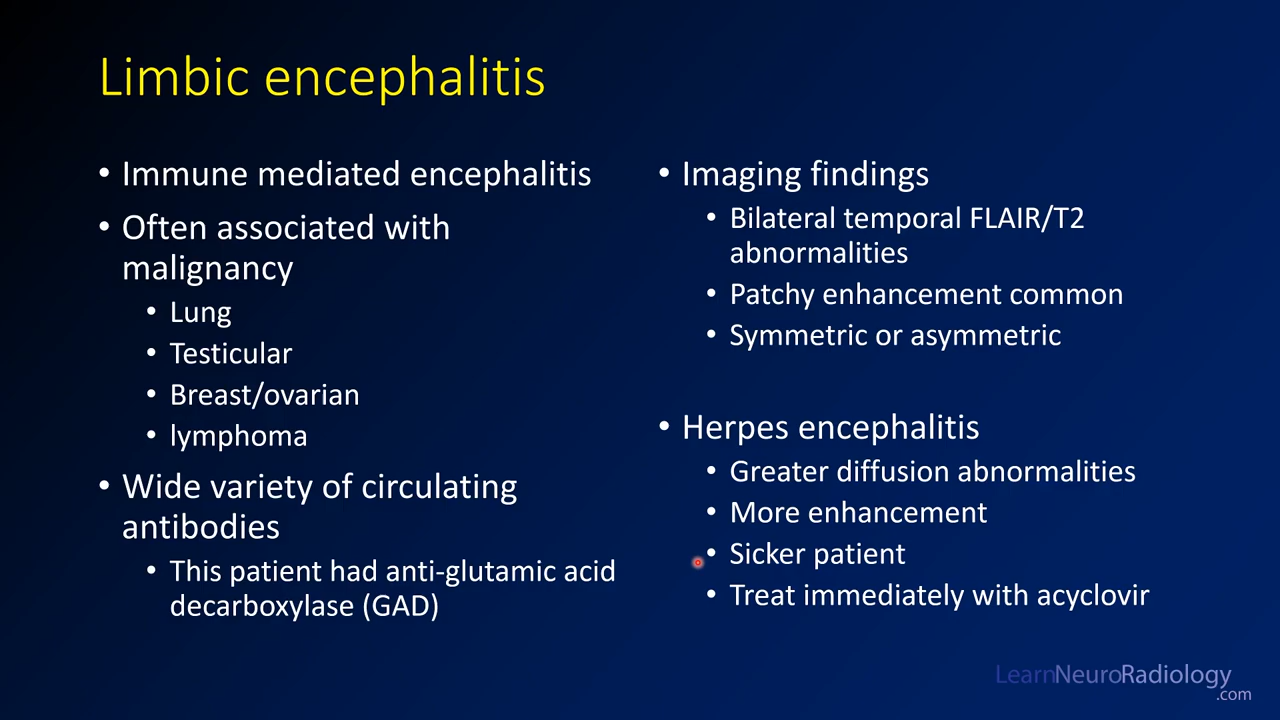 Limbic encephalitis
• Immune mediated encephalitis
• Often associated with
malignancy
• Lung
• Testicular
• Breast/ovarian
• lymphoma
• Wide variety of circulating
antibodies
• This patient had anti-glutamic acid
decarboxylase (GAD)
• Imaging findings
• Bilateral temporal FLAIR/T2
abnormalities
• Patchy enhancement common
• Symmetric or asymmetric
• Herpes encephalitis
• Greater diffusion abnormalities
• More enhancement
• Sicker patient
• Treat immediately with acyclovir
LearnNeuroRadiology
.com